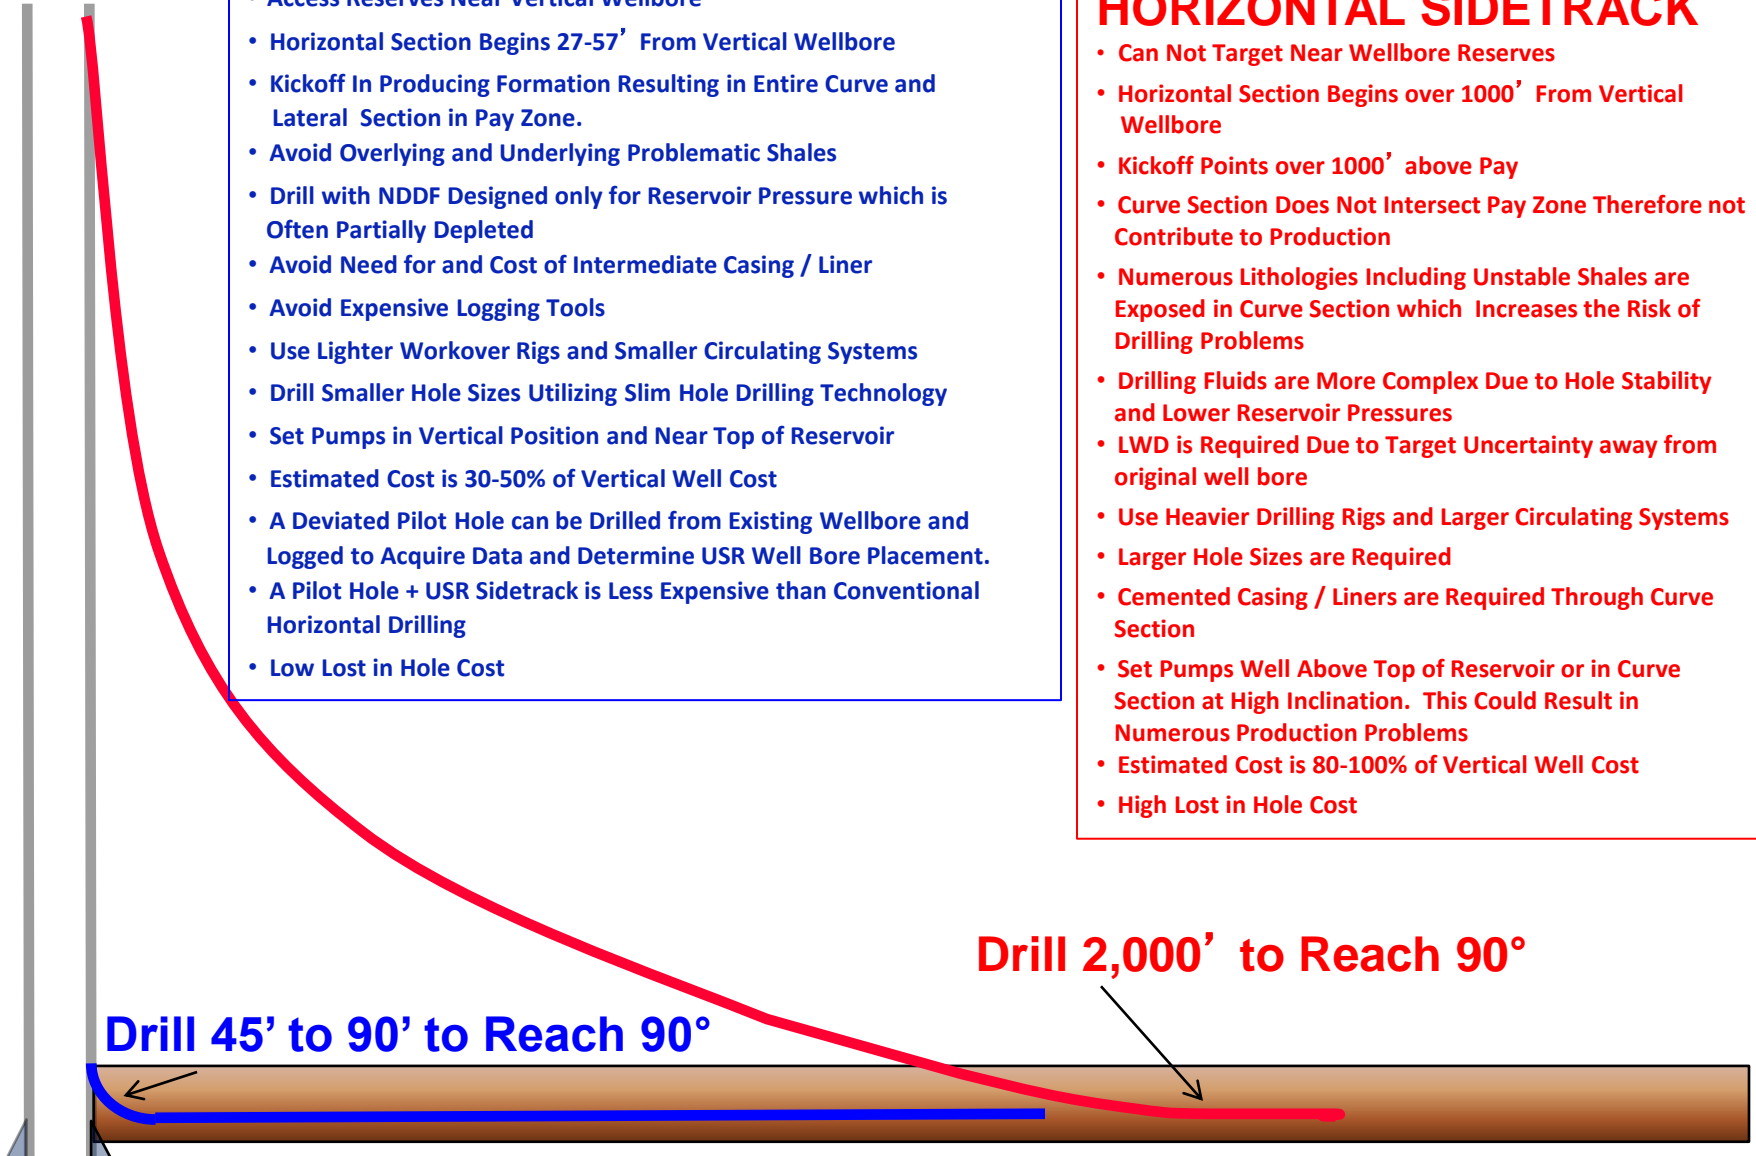 • Access Reserves Near Vertical Wellbore
• Horizontal Section Begins 27-57’ From Vertical Wellbore
• Kickoff In Producing Formation Resulting in Entire Curve and
Lateral Section in Pay Zone.
• Avoid Overlying and Underlying Problematic Shales
• Drill with NDDF Designed only for Reservoir Pressure which is
Often Partially Depleted
• Avoid Need for and Cost of Intermediate Casing / Liner
• Avoid Expensive Logging Tools
• Use Lighter Workover Rigs and Smaller Circulating Systems
• Drill Smaller Hole Sizes Utilizing Slim Hole Drilling Technology
• Set Pumps in Vertical Position and Near Top of Reservoir
• Estimated Cost is 30-50% of Vertical Well Cost
• A Deviated Pilot Hole can be Drilled from Existing Wellbore and
Logged to Acquire Data and Determine USR Well Bore Placement.
• A Pilot Hole + USR Sidetrack is Less Expensive than Conventional
Horizontal Drilling
• Low Lost in Hole Cost
HORIZONTAL SIDETRACK
• Can Not Target Near Wellbore Reserves
• Horizontal Section Begins over 1000’ From Vertical
Wellbore
• Kickoff Points over 1000’ above Pay
• Curve Section Does Not Intersect Pay Zone Therefore not
Contribute to Production
• Numerous Lithologies Including Unstable Shales are
Exposed in Curve Section which Increases the Risk of
Drilling Problems
• Drilling Fluids are More Complex Due to Hole Stability
and Lower Reservoir Pressures
• LWD is Required Due to Target Uncertainty away from
original well bore
• Use Heavier Drilling Rigs and Larger Circulating Systems
• Larger Hole Sizes are Required
• Cemented Casing / Liners are Required Through Curve
Section
• Set Pumps Well Above Top of Reservoir or in Curve
Section at High Inclination. This Could Result in
Numerous Production Problems
• Estimated Cost is 80-100% of Vertical Well Cost
• High Lost in Hole Cost
Drill 2,000’ to Reach 90°
Drill 45’ to 90’ to Reach 90°